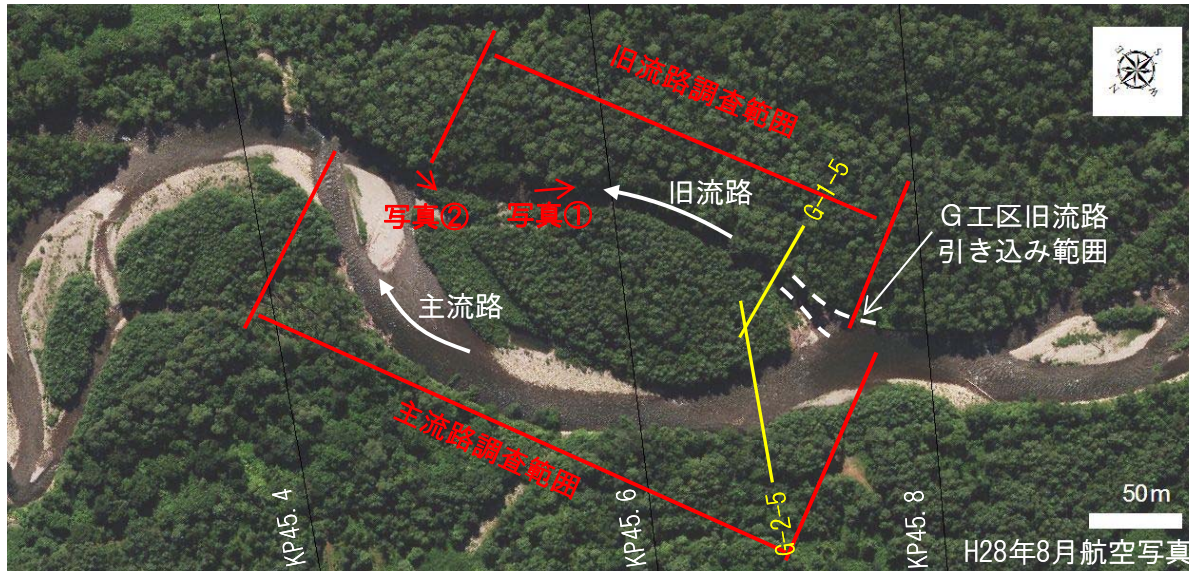 旧流路調査範囲
G-1-5
旧流路
G工区旧流路
引き込み範囲
写真②
写真①
主流路
主流路調査範囲
G-2-5
KP45.4
KP45.6
KP45.8
50m
H28年8月航空写真